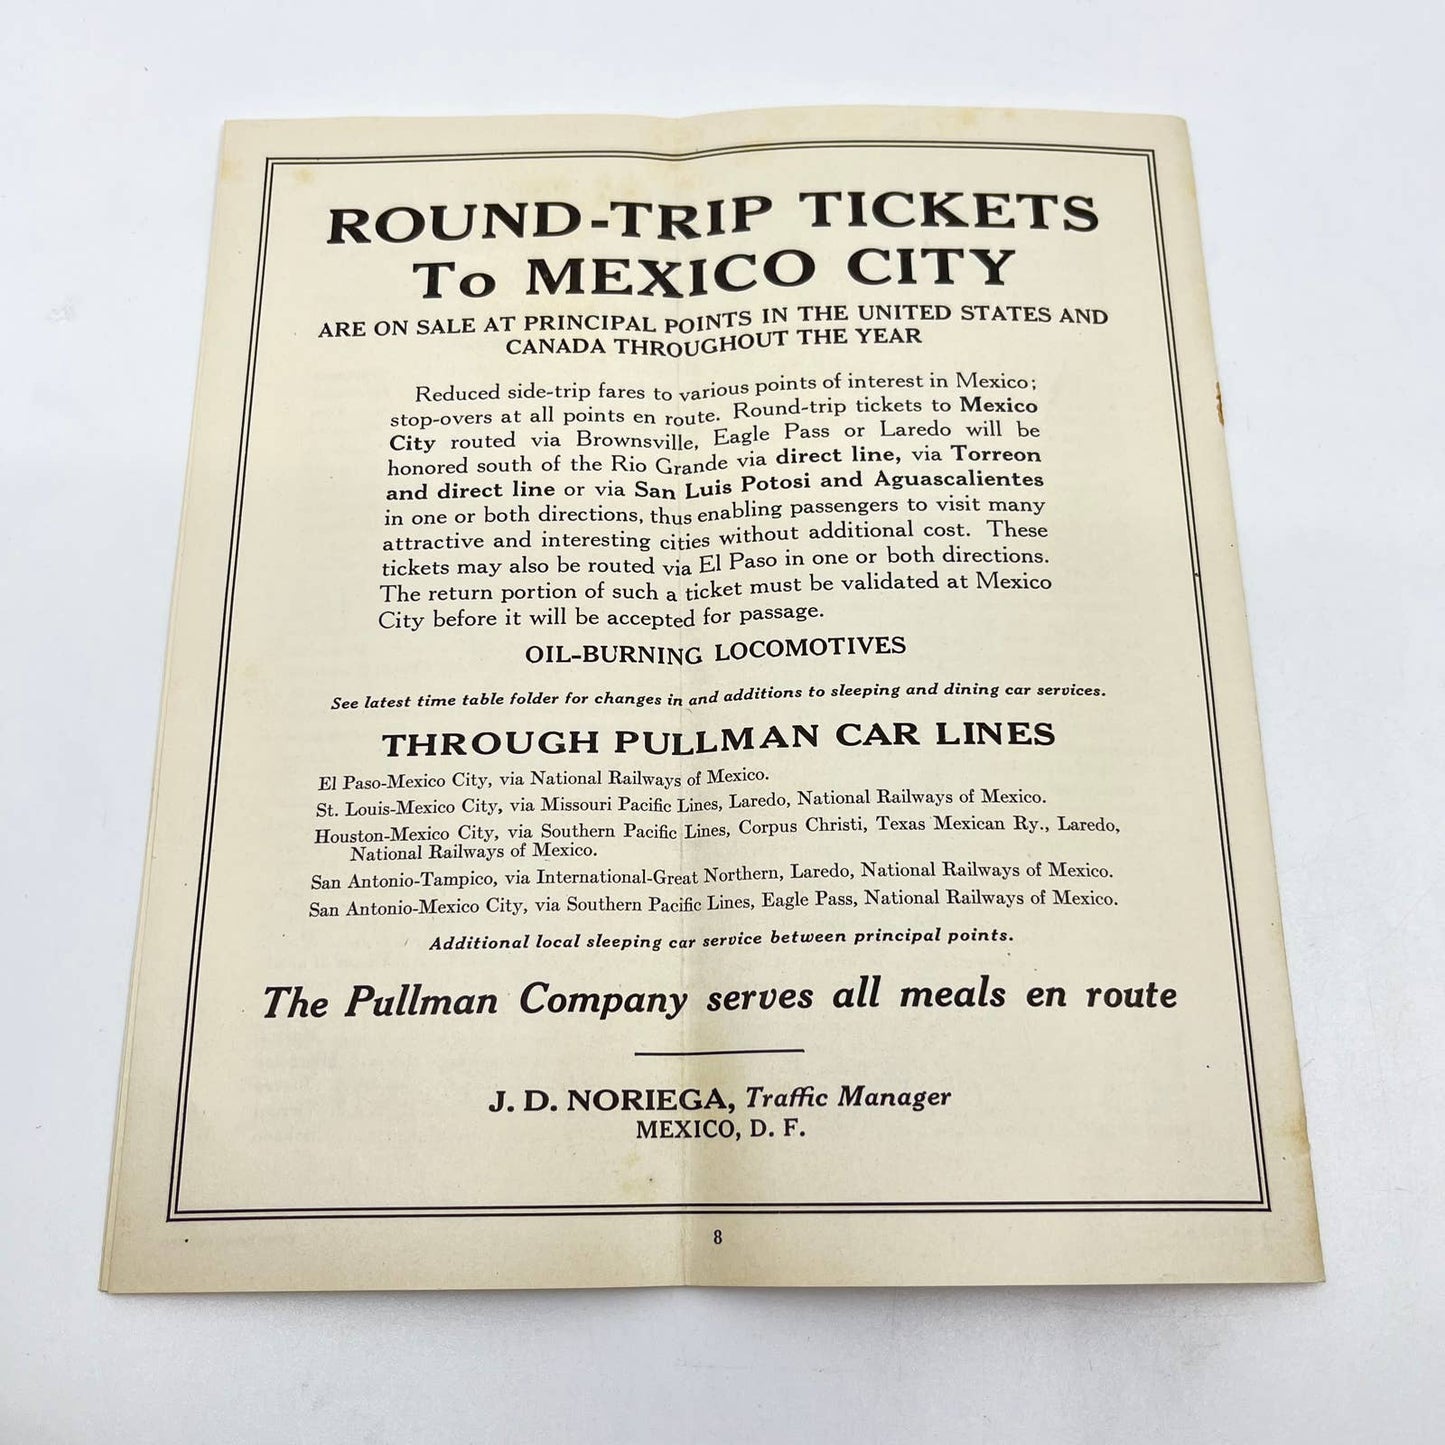 ROUND-TRIP TICKETS
To MEXICO CITY
ARE ON SALE AT PRINCIPAL POINTS IN THE UNITED STATES AND
CANADA THROUGHOUT THE YEAR
Reduced side-trip fares to various points of interest in Mexico;
stop-overs at all points en route. Round-trip tickets to Mexico
City routed via Brownsville, Eagle Pass or Laredo will be
honored south of the Rio Grande via direct line, via Torreon
and direct line or via San Luis Potosi and Aguascalientes
in one or both directions, thus enabling passengers to visit many
attractive and interesting cities without additional cost. These
tickets may also be routed via El Paso in one or both directions.
The return portion of such a ticket must be validated at Mexico
City before it will be accepted for passage.
OIL-BURNING LOCOMOTIVES
See latest time table folder for changes in and additions to sleeping and dining car services.
THROUGH PULLMAN CAR LINES
El Paso-Mexico City, via National Railways of Mexico.
St. Louis-Mexico City, via Missouri Pacific Lines, Laredo, National Railways of Mexico.
Houston-Mexico City, via Southern Pacific Lines, Corpus Christi, Texas Mexican Ry., Laredo,
National Railways of Mexico.
San Antonio-Tampico, via International-Great Northern, Laredo, National Railways of Mexico.
San Antonio-Mexico City, via Southern Pacific Lines, Eagle Pass, National Railways of Mexico.
Additional local sleeping car service between principal points.
The Pullman Company serves all meals en route
J. D. NORIEGA, Traffic Manager
MEXICO, D. F.
8